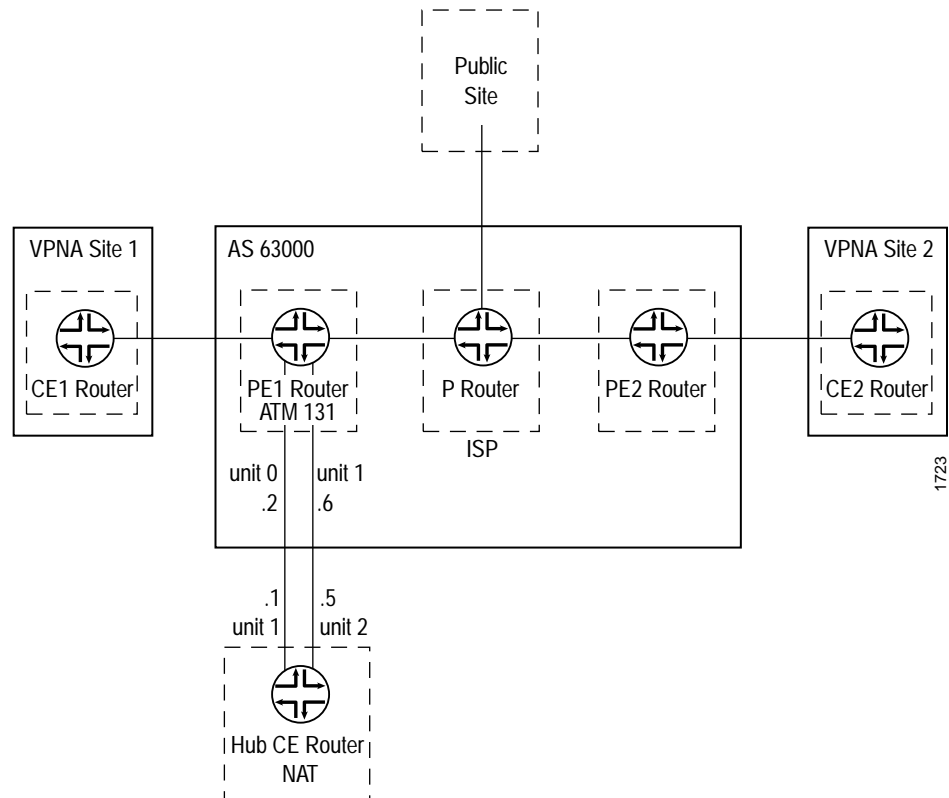 Public
Site
VPNA Site 1
AS 63000
VPNA Site 2
CE1 Router
PE1 Router
ATM 131
P Router
PE2 Router
CE2 Router
ISP
unit 0
unit 1
.2
.6
1723
.1
.5
unit 1
unit 2
Hub CE Router
NAT